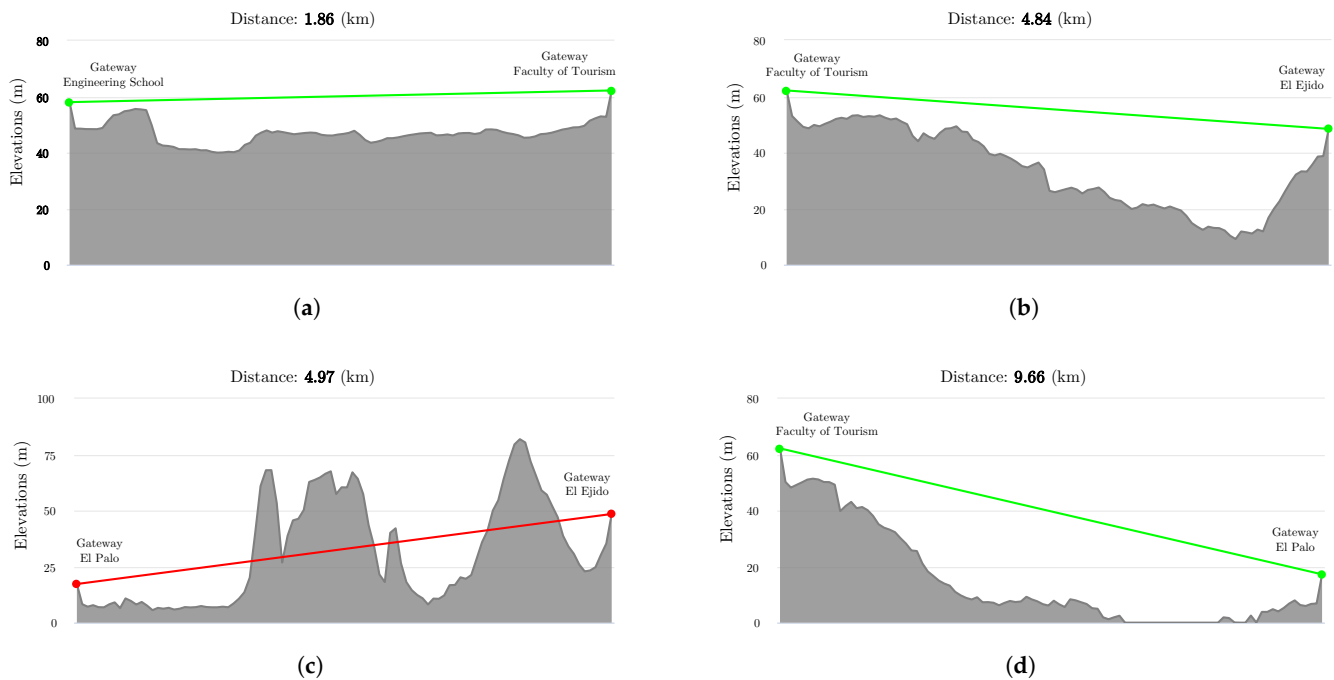 Distance: 1.86 (km)
80
60
40
20
0
Elevations (m)
Gateway
Engineering School
Gateway
Faculty of Tourism
(a)
Distance: 4.84 (km)
80
60
40
20
0
Elevations (m)
Gateway
Faculty of Tourism
Gateway
El Ejido
(b)
Distance: 4.97 (km)
100
75
50
25
0
Elevations (m)
Gateway
El Palo
Gateway
El Ejido
(c)
Distance: 9.66 (km)
80
60
40
20
0
Elevations (m)
Gateway
Faculty of Tourism
Gateway
El Palo
(d)